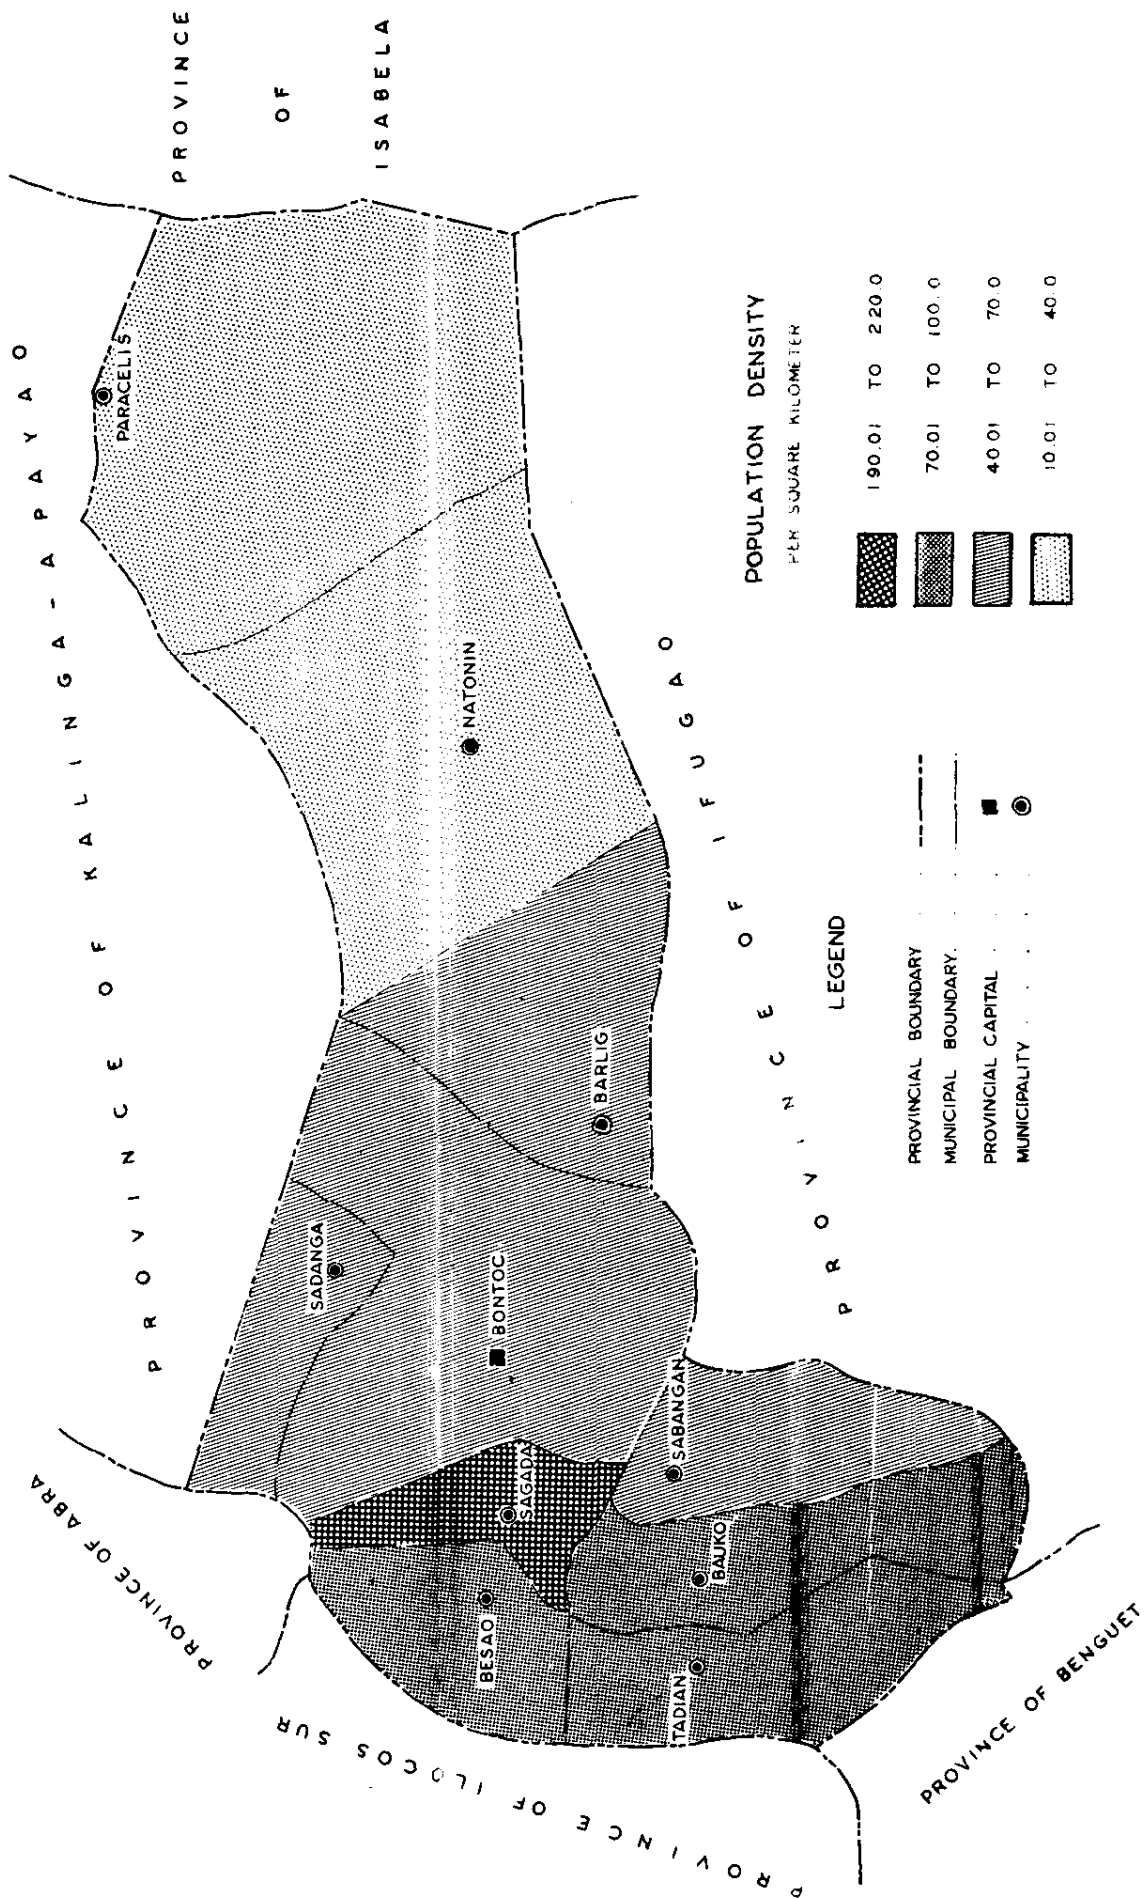 PROVINCE OF KALINGA - APAYAO
PROVINCE
OF
ISABELA
PROVINCE OF ABRA
PROVINCE OF ILOCOS SUR
PROVINCE OF BENGUET
PROVINCE OF IFUGAO
PARACELIS
NATONIN
BARLIG
SADANGA
BONTOC
SABANGAN
SAGADA
BAUKO
BESAO
TADIAN
LEGEND
PROVINCIAL BOUNDARY . .
MUNICIPAL BOUNDARY. . .
PROVINCIAL CAPITAL . . .
MUNICIPALITY . . . .
POPULATION DENSITY
PER SQUARE KILOMETER
190.01 TO 220.0
70.01 TO 100.0
40.01 TO 70.0
10.01 TO 40.0